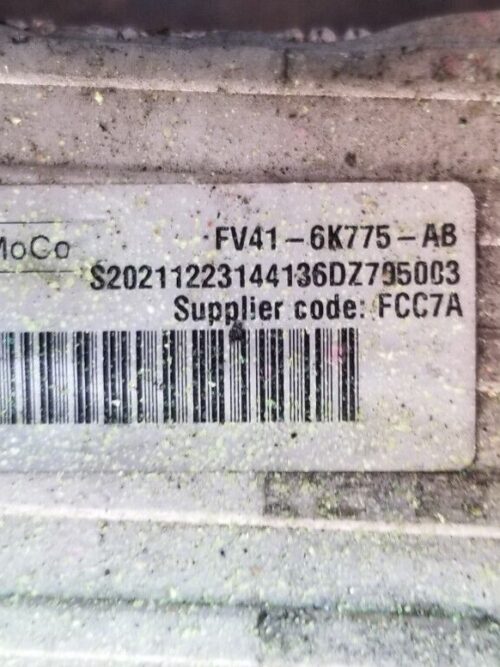 MoCo
FV41-6K775-AB
S20211223144136DZ795003
Supplier code: FCC7A